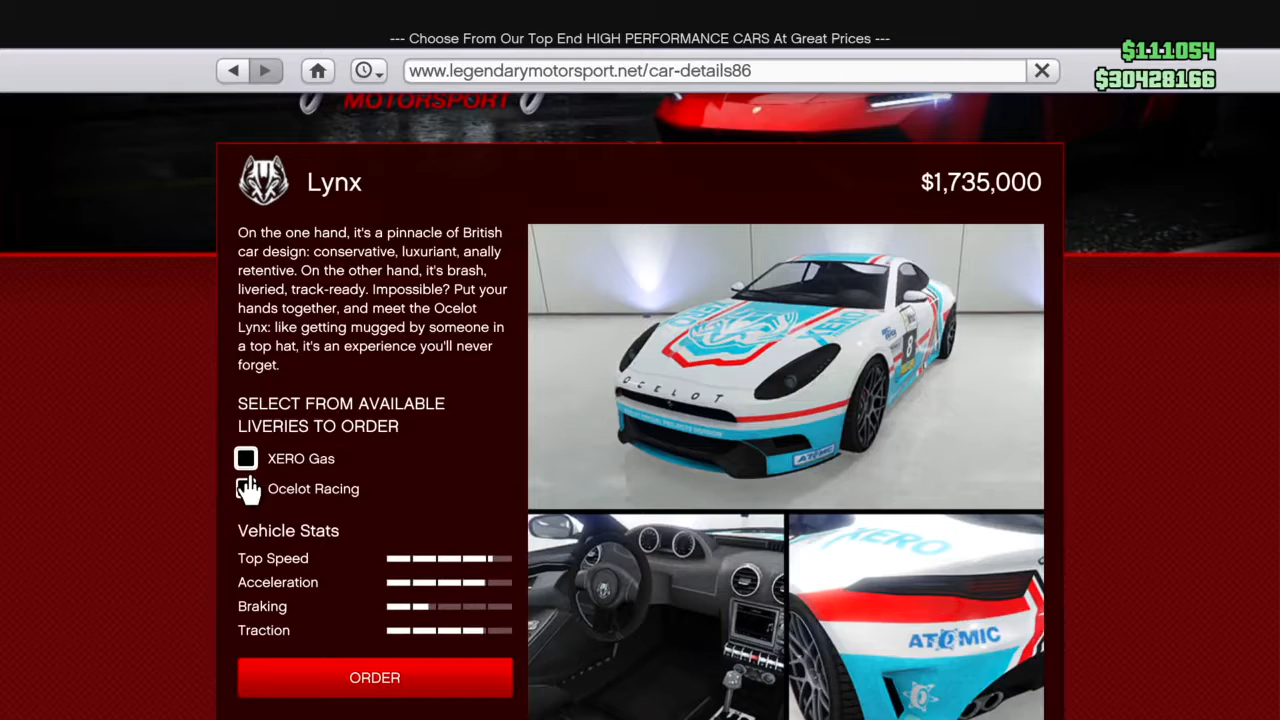 --- Choose From Our Top End HIGH PERFORMANCE CARS At Great Prices ---
$111054
www.legendarymotorsport.net/car-details86
$30428166
MOTORSPORT
Lynx
$1,735,000
On the one hand, it's a pinnacle of British
car design: conservative, luxuriant, anally
retentive. On the other hand, it's brash,
liveried, track-ready. Impossible? Put your
hands together, and meet the Ocelot
Lynx: like getting mugged by someone in
a top hat, it's an experience you'll never
forget.
SELECT FROM AVAILABLE
LIVERIES TO ORDER
XERO Gas
Ocelot Racing
Vehicle Stats
Top Speed
Acceleration
Braking
Traction
ORDER
XERO
XERO
8
OCELOT
ATOMIC
XERO
ATOMIC